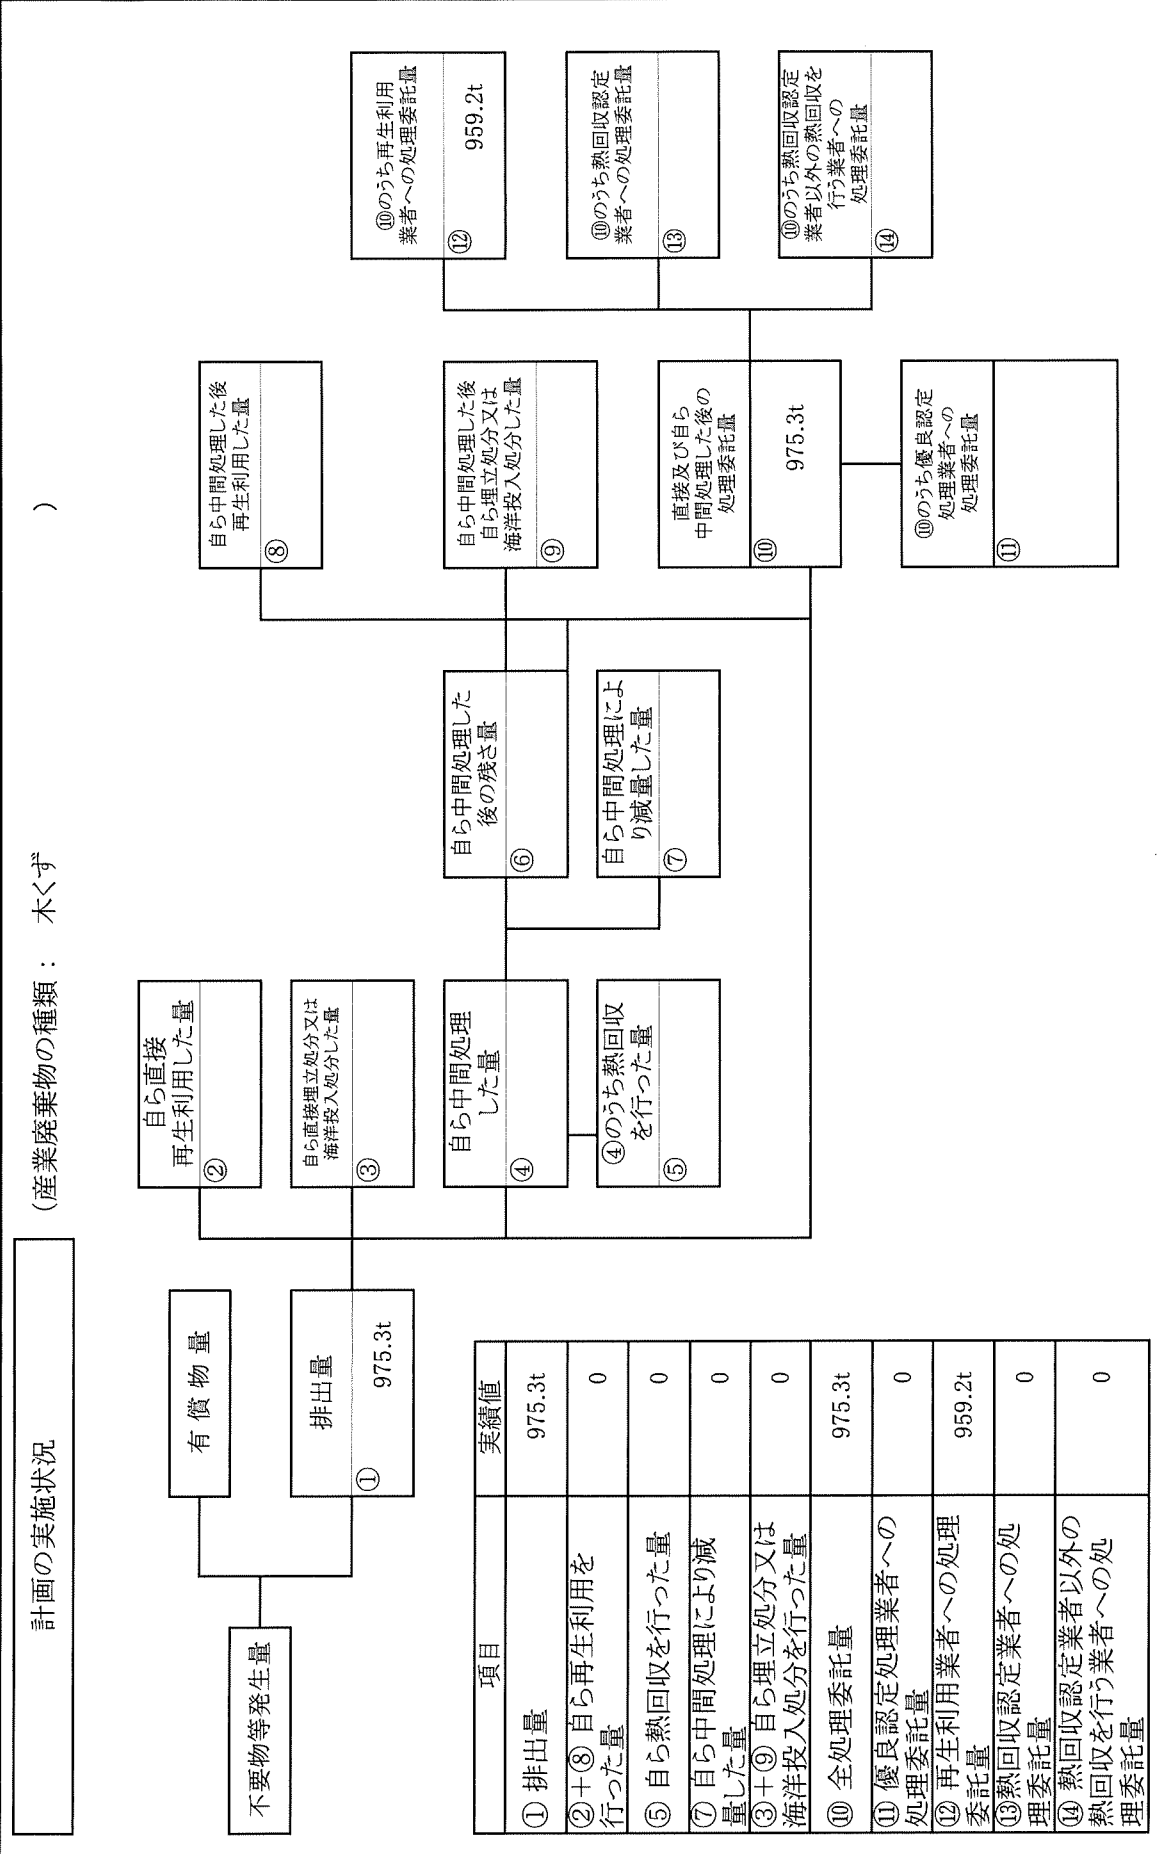 計画の実施状況
(産業廃棄物の種類： 木くず )
不要物等発生量
有償物量
排出量
①
975.3t
自ら直接
再生利用した量
②
自ら直接埋立処分又は
海洋投入処分した量
③
自ら中間処理
した量
④
④のうち熱回収
を行った量
⑤
自ら中間処理した
後の残さ量
⑥
自ら中間処理によ
り減量した量
⑦
自ら中間処理した後
再生利用した量
⑧
自ら中間処理した後
自ら埋立処分又は
海洋投入処分した量
⑨
直接及び自ら
中間処理した後の
処理委託量
⑩
975.3t
⑩のうち優良認定
処理業者への
処理委託量
⑪
⑩のうち再生利用
業者への処理委託量
⑫
959.2t
⑩のうち熱回収認定
業者への処理委託量
⑬
⑩のうち熱回収認定
業者以外の熱回収を
行う業者への
処理委託量
⑭
項目 実績値
① 排出量 975.3t
②＋⑧ 自ら再生利用を
行った量 0
⑤ 自ら熱回収を行った量 0
⑦ 自ら中間処理により減
量した量 0
③＋⑨ 自ら埋立処分又は
海洋投入処分を行った量 0
⑩ 全処理委託量 975.3t
⑪ 優良認定処理業者への
処理委託量 0
⑫ 再生利用業者への処理
委託量 959.2t
⑬熱回収認定業者への処
理委託量 0
⑭ 熱回収認定業者以外の
熱回収を行う業者への処
理委託量 0